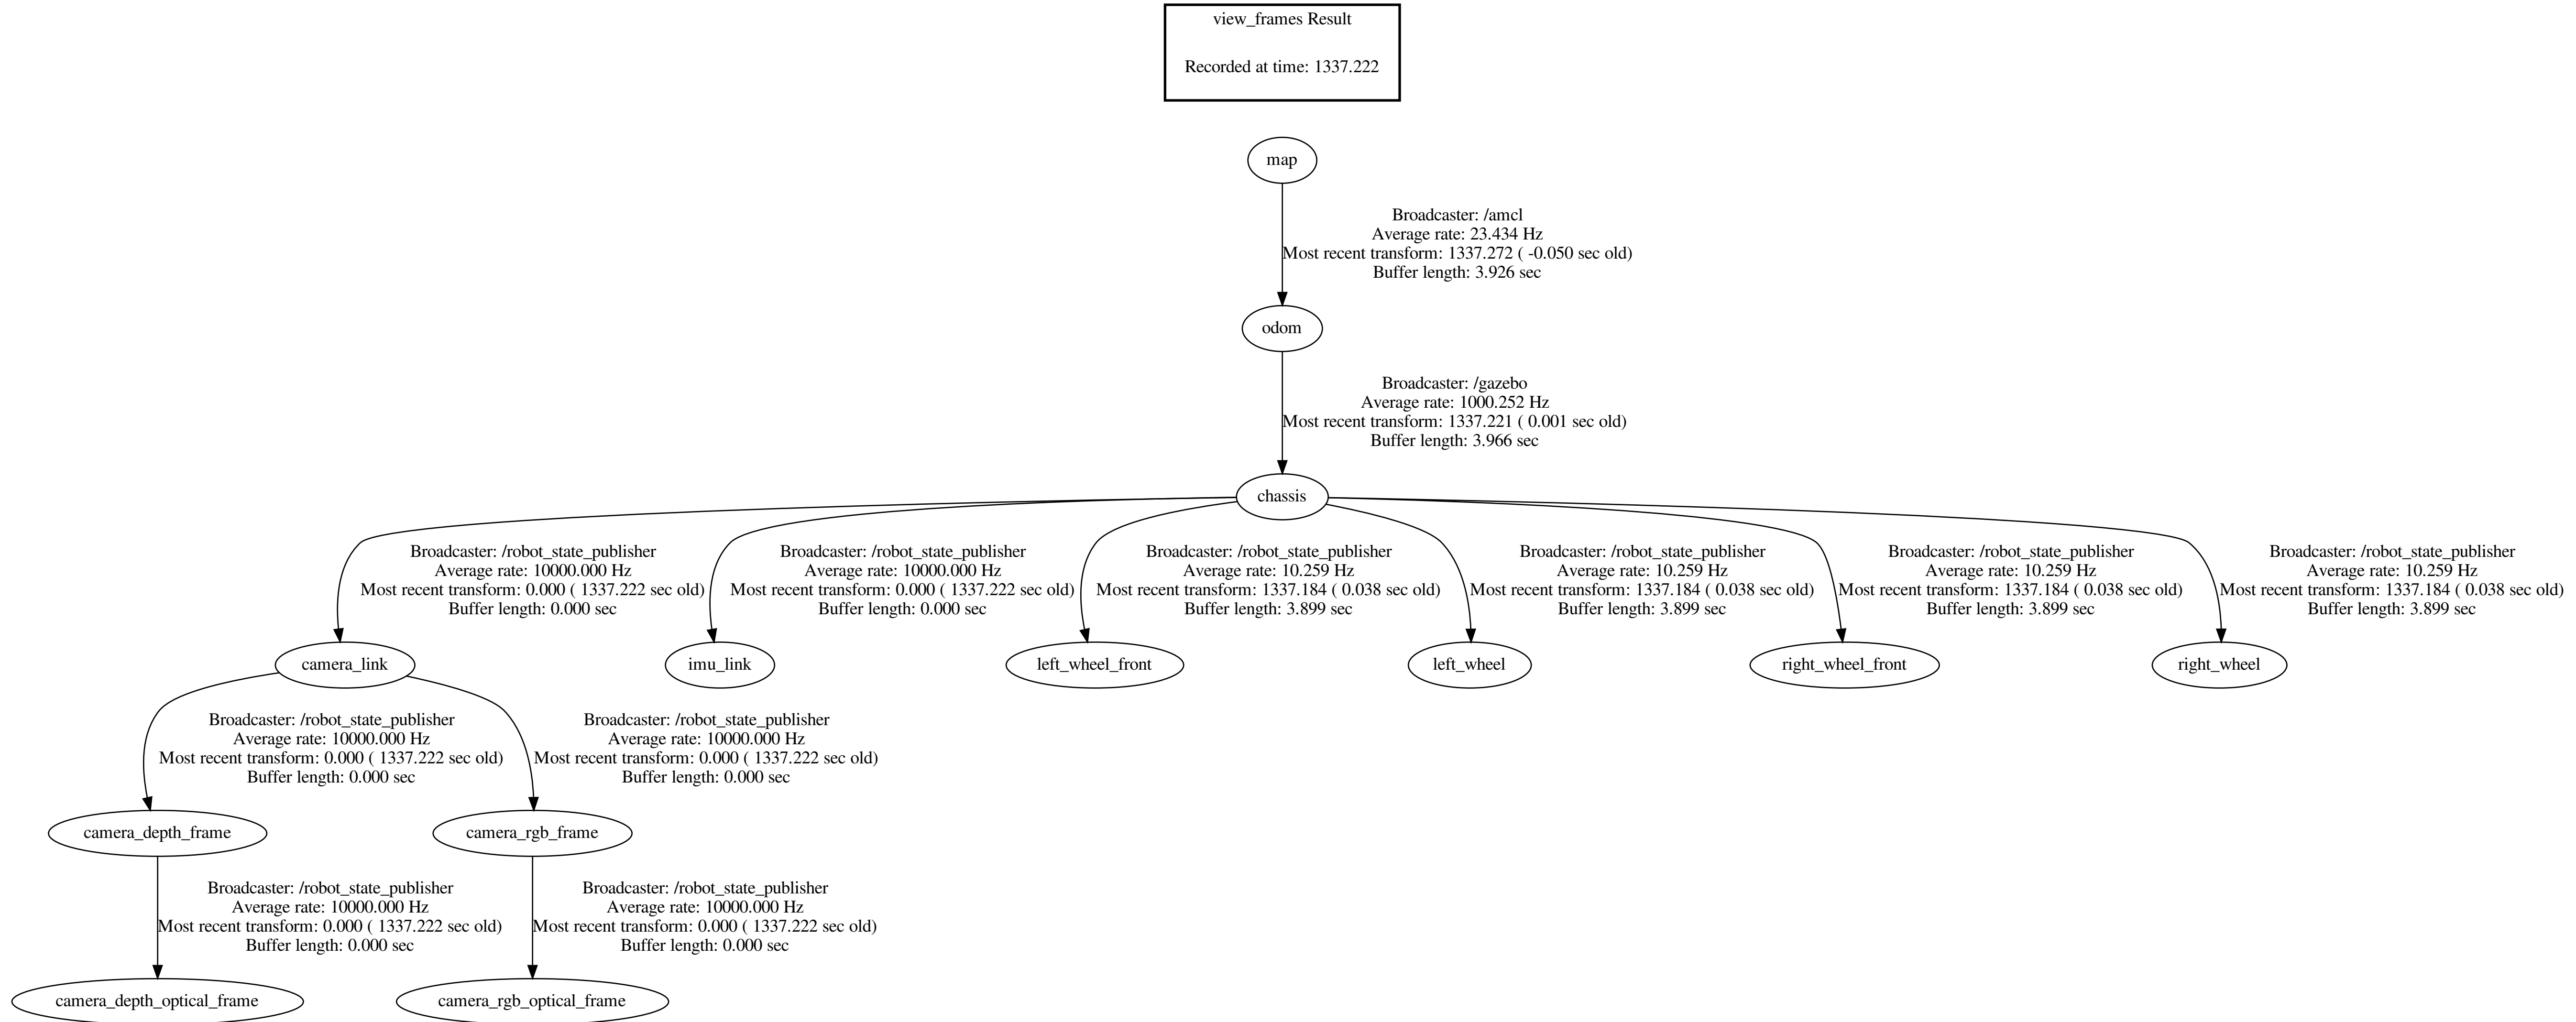 view_frames Result
Recorded at time: 1337.222
map
Broadcaster: /amcl
Average rate: 23.434 Hz
Most recent transform: 1337.272 ( -0.050 sec old)
Buffer length: 3.926 sec
odom
Broadcaster: /gazebo
Average rate: 1000.252 Hz
Most recent transform: 1337.221 ( 0.001 sec old)
Buffer length: 3.966 sec
chassis
Broadcaster: /robot_state_publisher
Average rate: 10000.000 Hz
Most recent transform: 0.000 ( 1337.222 sec old)
Buffer length: 0.000 sec
Broadcaster: /robot_state_publisher
Average rate: 10000.000 Hz
Most recent transform: 0.000 ( 1337.222 sec old)
Buffer length: 0.000 sec
Broadcaster: /robot_state_publisher
Average rate: 10.259 Hz
Most recent transform: 1337.184 ( 0.038 sec old)
Buffer length: 3.899 sec
Broadcaster: /robot_state_publisher
Average rate: 10.259 Hz
Most recent transform: 1337.184 ( 0.038 sec old)
Buffer length: 3.899 sec
Broadcaster: /robot_state_publisher
Average rate: 10.259 Hz
Most recent transform: 1337.184 ( 0.038 sec old)
Buffer length: 3.899 sec
Broadcaster: /robot_state_publisher
Average rate: 10.259 Hz
Most recent transform: 1337.184 ( 0.038 sec old)
Buffer length: 3.899 sec
camera_link
imu_link
left_wheel_front
left_wheel
right_wheel_front
right_wheel
Broadcaster: /robot_state_publisher
Average rate: 10000.000 Hz
Most recent transform: 0.000 ( 1337.222 sec old)
Buffer length: 0.000 sec
Broadcaster: /robot_state_publisher
Average rate: 10000.000 Hz
Most recent transform: 0.000 ( 1337.222 sec old)
Buffer length: 0.000 sec
camera_depth_frame
camera_rgb_frame
Broadcaster: /robot_state_publisher
Average rate: 10000.000 Hz
Most recent transform: 0.000 ( 1337.222 sec old)
Buffer length: 0.000 sec
Broadcaster: /robot_state_publisher
Average rate: 10000.000 Hz
Most recent transform: 0.000 ( 1337.222 sec old)
Buffer length: 0.000 sec
camera_depth_optical_frame
camera_rgb_optical_frame